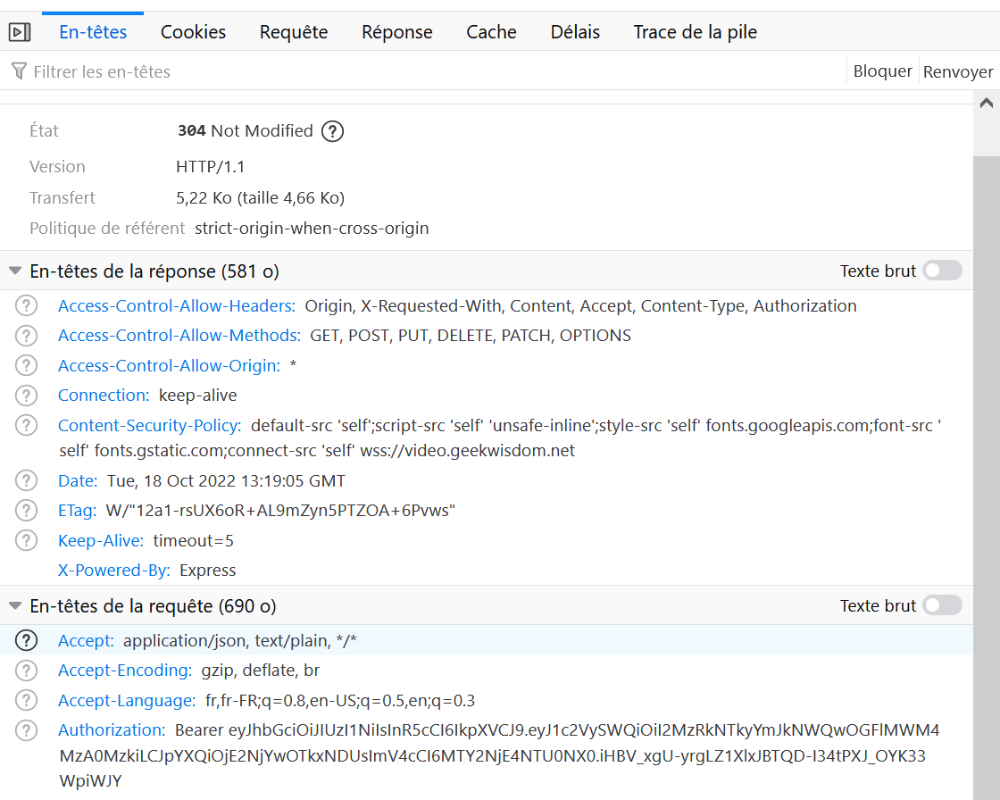 En-têtes Cookies Requête Réponse Cache Délais Trace de la pile
Filtrer les en-têtes Bloquer Renvoyer
État 304 Not Modified ?
Version HTTP/1.1
Transfert 5,22 Ko (taille 4,66 Ko)
Politique de référent strict-origin-when-cross-origin
En-têtes de la réponse (581 o) Texte brut
? Access-Control-Allow-Headers: Origin, X-Requested-With, Content, Accept, Content-Type, Authorization
? Access-Control-Allow-Methods: GET, POST, PUT, DELETE, PATCH, OPTIONS
? Access-Control-Allow-Origin: *
? Connection: keep-alive
? Content-Security-Policy: default-src 'self';script-src 'self' 'unsafe-inline';style-src 'self' fonts.googleapis.com;font-src '
self' fonts.gstatic.com;connect-src 'self' wss://video.geekwisdom.net
? Date: Tue, 18 Oct 2022 13:19:05 GMT
? ETag: W/"12a1-rsUX6oR+AL9mZyn5PTZOA+6Pvws"
? Keep-Alive: timeout=5
X-Powered-By: Express
En-têtes de la requête (690 o) Texte brut
? Accept: application/json, text/plain, */*
? Accept-Encoding: gzip, deflate, br
? Accept-Language: fr,fr-FR;q=0.8,en-US;q=0.5,en;q=0.3
? Authorization: Bearer eyJhbGciOiJIUzI1NiIsInR5cCI6IkpXVCJ9.eyJ1c2VySWQiOiI2MzRkNTkyYmJkNWQwOGFlMWM4
MzA0MzkiLCJpYXQiOjE2NjYwOTkxNDUsImV4cCI6MTY2NjE4NTU0NX0.iHBV_xgU-yrgLZ1XlxJBTQD-I34tPXJ_OYK33
WpiWJY